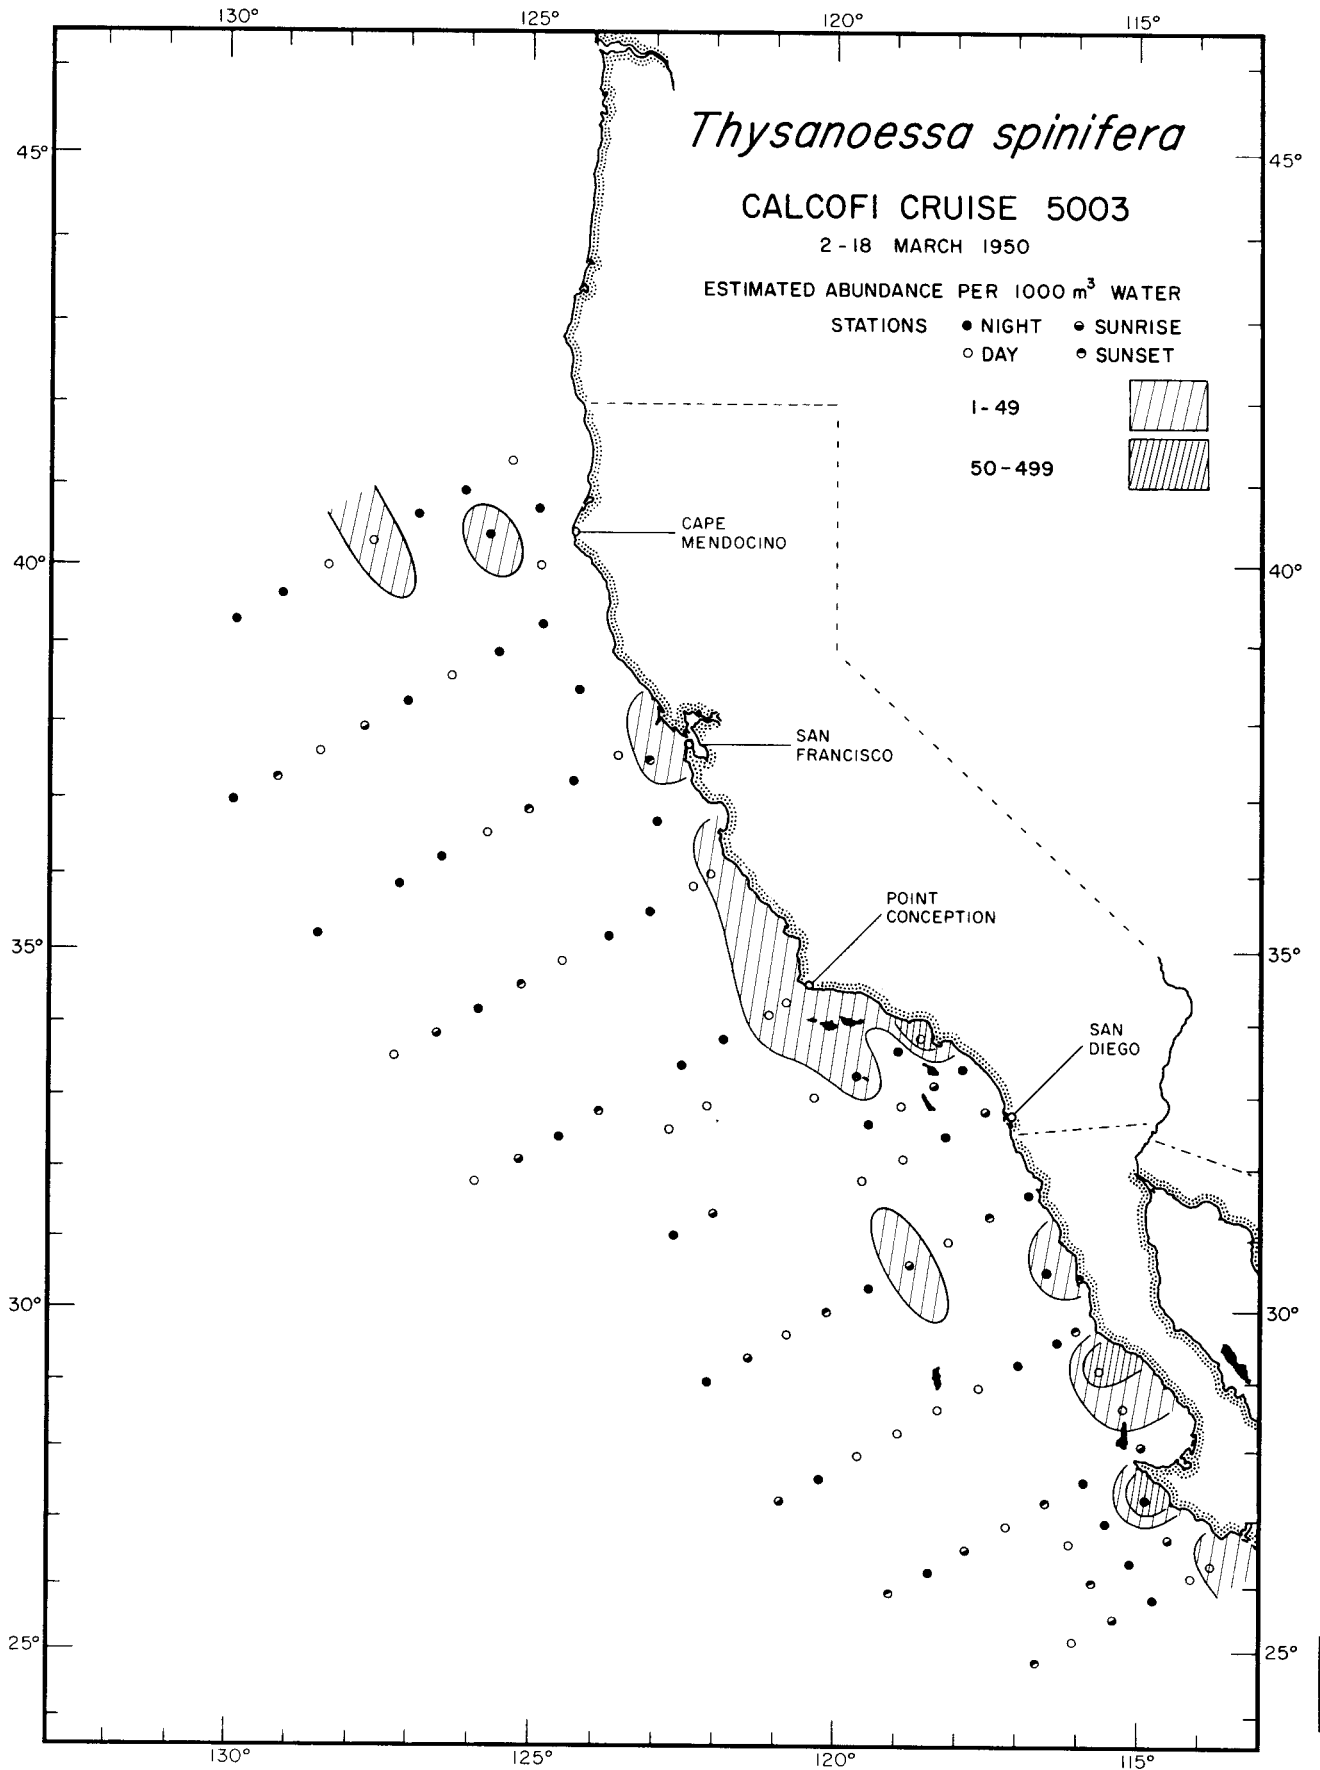 130° 125° 120° 115°
Thysanoessa spinifera
45° 45°
CALCOFI CRUISE 5003
2-18 MARCH 1950
ESTIMATED ABUNDANCE PER 1000 m³ WATER
STATIONS NIGHT SUNRISE
DAY SUNSET
1-49
50-499
CAPE
MENDOCINO
40° 40°
SAN
FRANCISCO
POINT
CONCEPTION
35° 35°
SAN
DIEGO
30° 30°
25° 25°
130° 125° 120° 115°